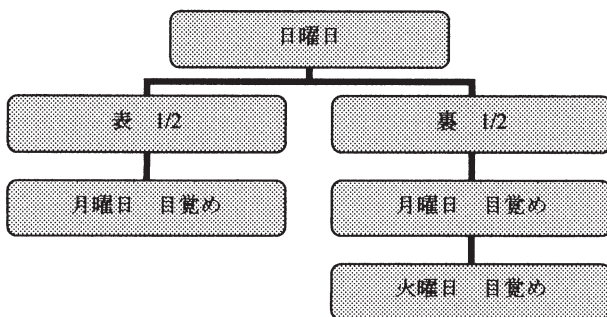 日曜日
表 1/2
裏 1/2
月曜日 目覚め
月曜日 目覚め
火曜日 目覚め